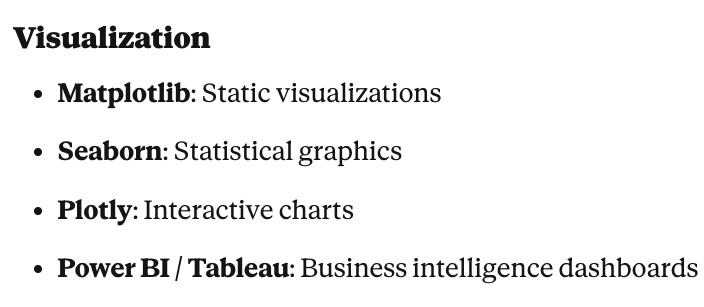 Visualization
• Matplotlib: Static visualizations
• Seaborn: Statistical graphics
• Plotly: Interactive charts
• Power BI / Tableau: Business intelligence dashboards